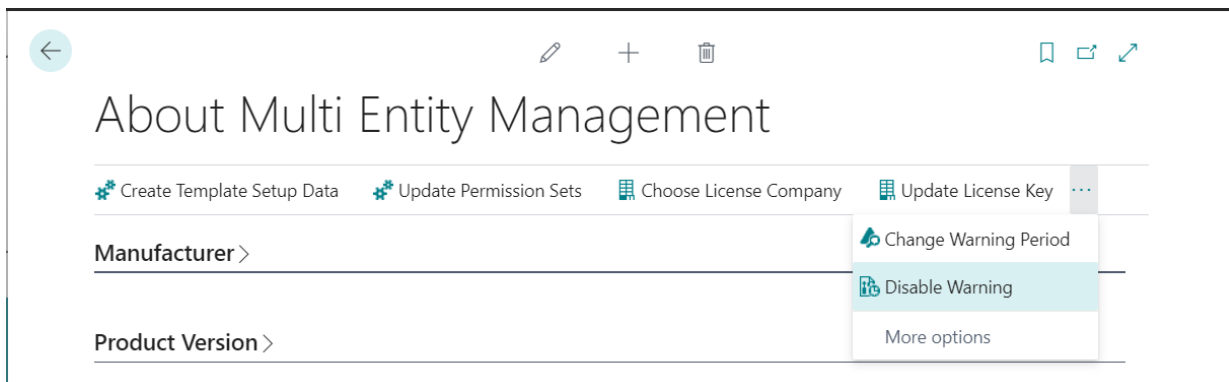 About Multi Entity Management
Create Template Setup Data Update Permission Sets Choose License Company Update License Key ...
Change Warning Period
Manufacturer
Disable Warning
More options
Product Version